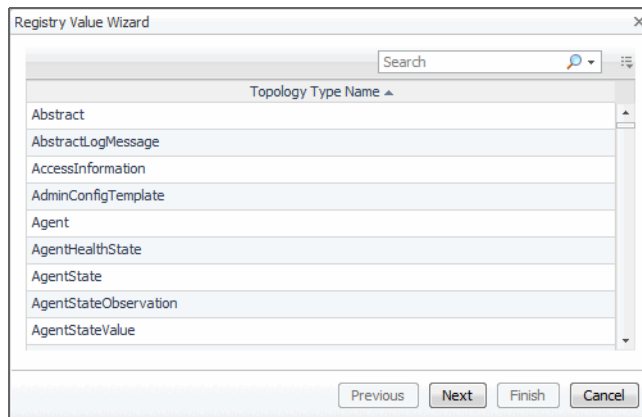 Registry Value Wizard
Search
Topology Type Name
Abstract
AbstractLogMessage
AccessInformation
AdminConfigTemplate
Agent
AgentHealthState
AgentState
AgentStateObservation
AgentStateValue
Previous Next Finish Cancel